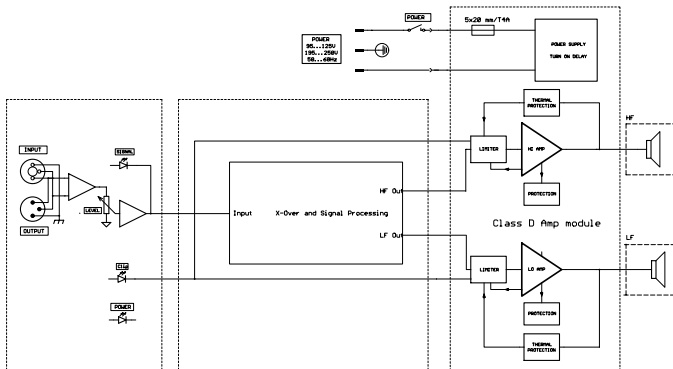 POWER
5x20 mm/T4A
POWER
95...125V
195...250V
50...60Hz
POWER SUPPLY
TURN ON DELAY
THERMAL
PROTECTION
HF
INPUT
SIGNAL
LIMITER
HI AMP
HF Out
PROTECTION
LEVEL
Input
X-Over and Signal Processing
OUTPUT
Class D Amp module
LF Out
LF
Clip
LIMITER
LO AMP
POWER
PROTECTION
THERMAL
PROTECTION